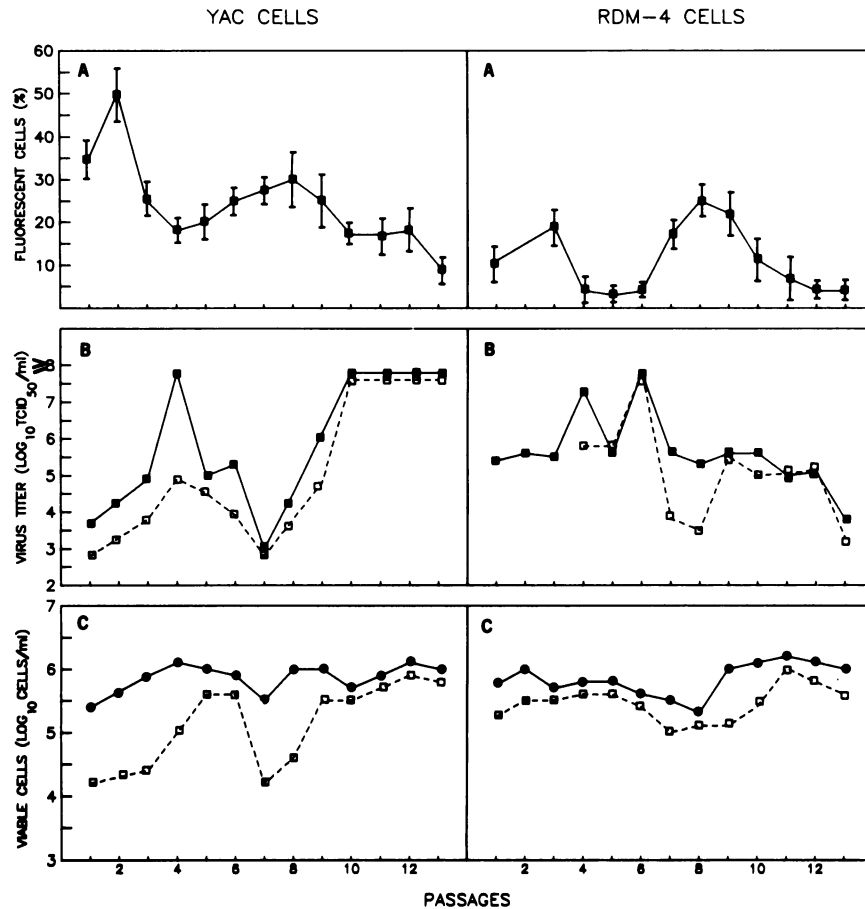 YAC CELLS
RDM-4 CELLS
A
A
FLUORESCENT CELLS (%)
60
50
40
30
20
10
B
B
VIRUS TITER (LOG10 TCID50/ml)
≥8
7
6
5
4
3
2
C
C
VIABLE CELLS (LOG10 CELLS/ml)
7
6
5
4
3
2 4 6 8 10 12
2 4 6 8 10 12
PASSAGES